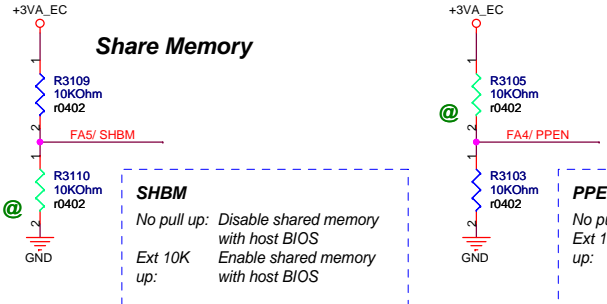 +3VA_EC
Share Memory
1
R3109
10KOhm
r0402
2
FA5/ SHBM
1
R3110
10KOhm
r0402
@
2
GND
SHBM
No pull up: Disable shared memory
with host BIOS
Ext 10K Enable shared memory
up: with host BIOS
+3VA_EC
1
R3105
10KOhm
r0402
@
2
FA4/ PPEN
1
R3103
10KOhm
r0402
2
GND
PPE
No pu
Ext 1
up: